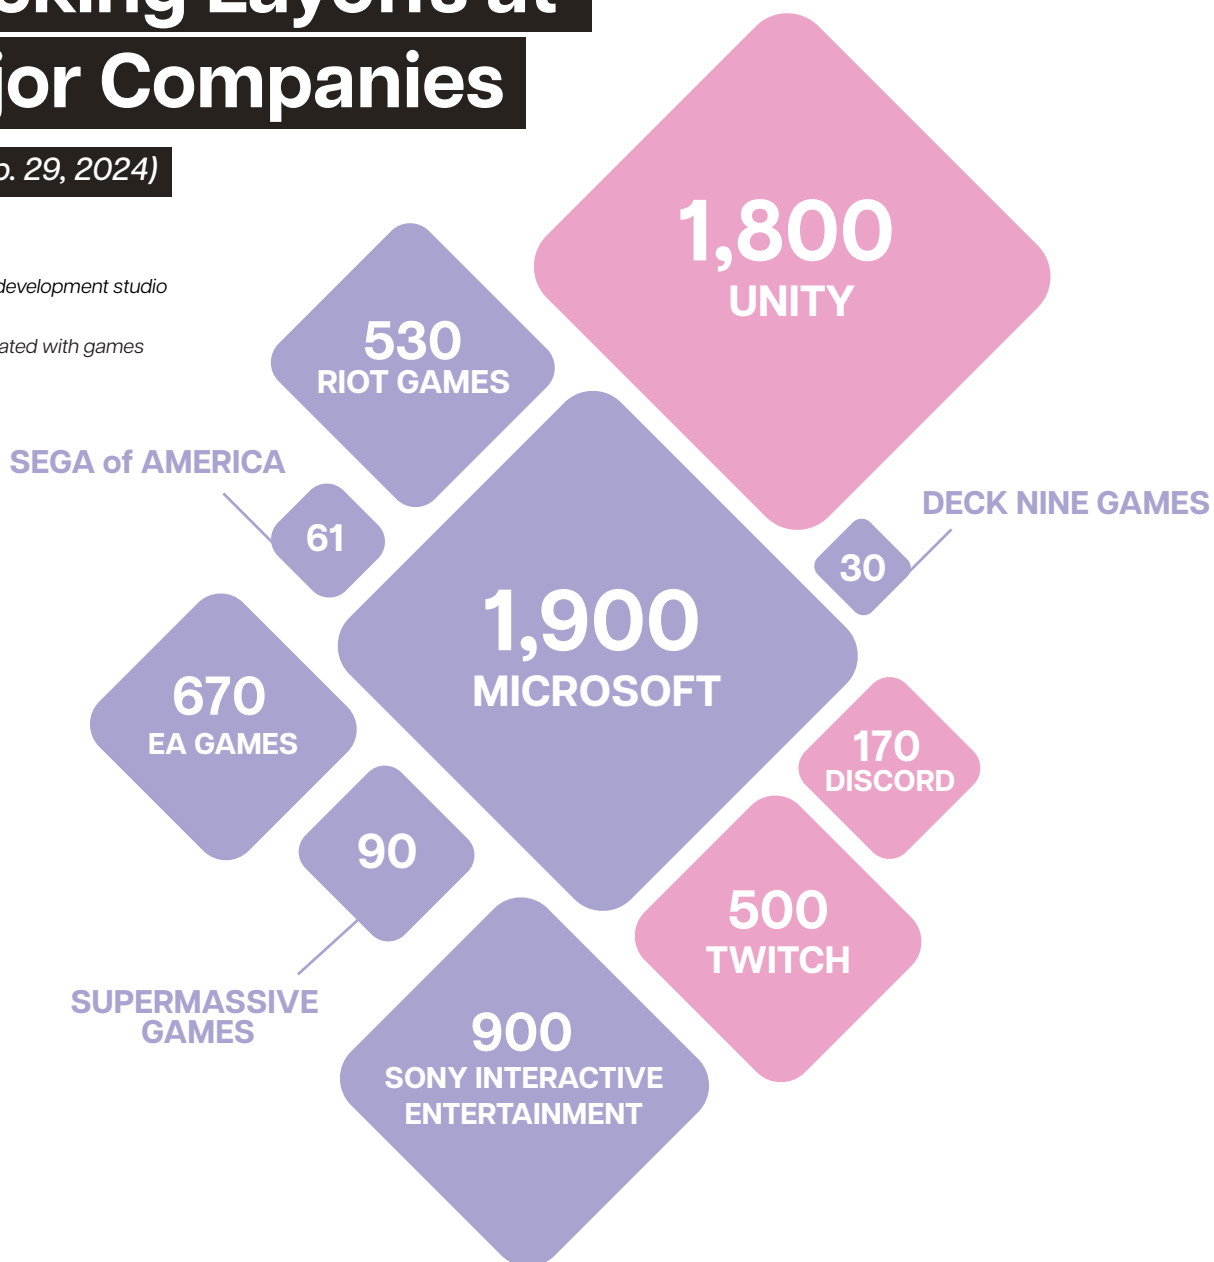 Layoffs at
Companies
29, 2024)
development studio
with games
1,800
UNITY
530
RIOT GAMES
SEGA of AMERICA
61
DECK NINE GAMES
30
1,900
MICROSOFT
670
EA GAMES
170
DISCORD
90
500
TWITCH
SUPERMASSIVE
GAMES
900
SONY INTERACTIVE
ENTERTAINMENT